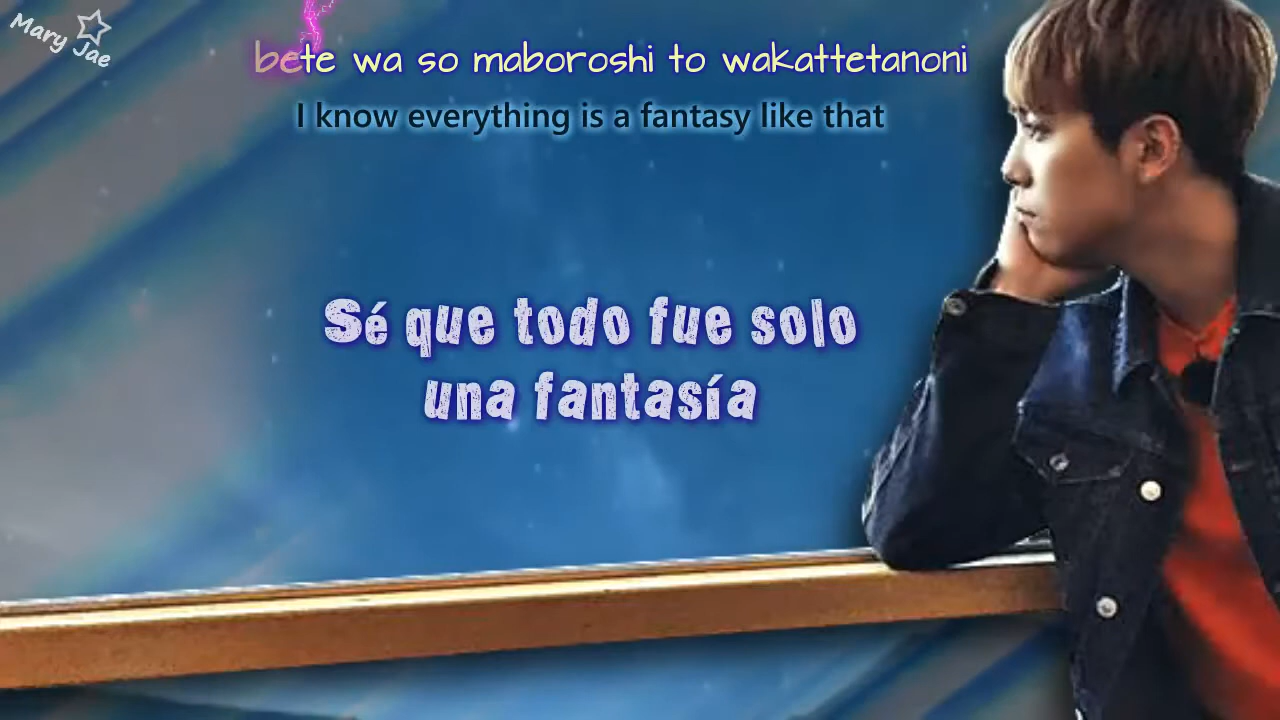 Mary Jae
bete wa so maboroshi to wakattetanoni
I know everything is a fantasy like that
Sé que todo fue solo
una fantasía